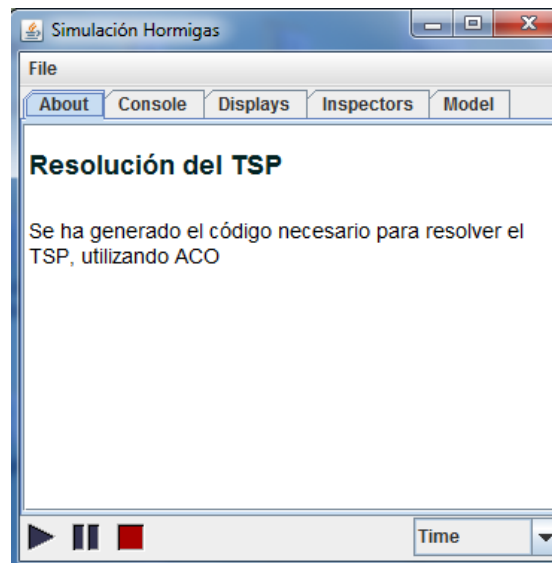 Simulación Hormigas
File
About Console Displays Inspectors Model
Resolución del TSP
Se ha generado el código necesario para resolver el
TSP, utilizando ACO
Time